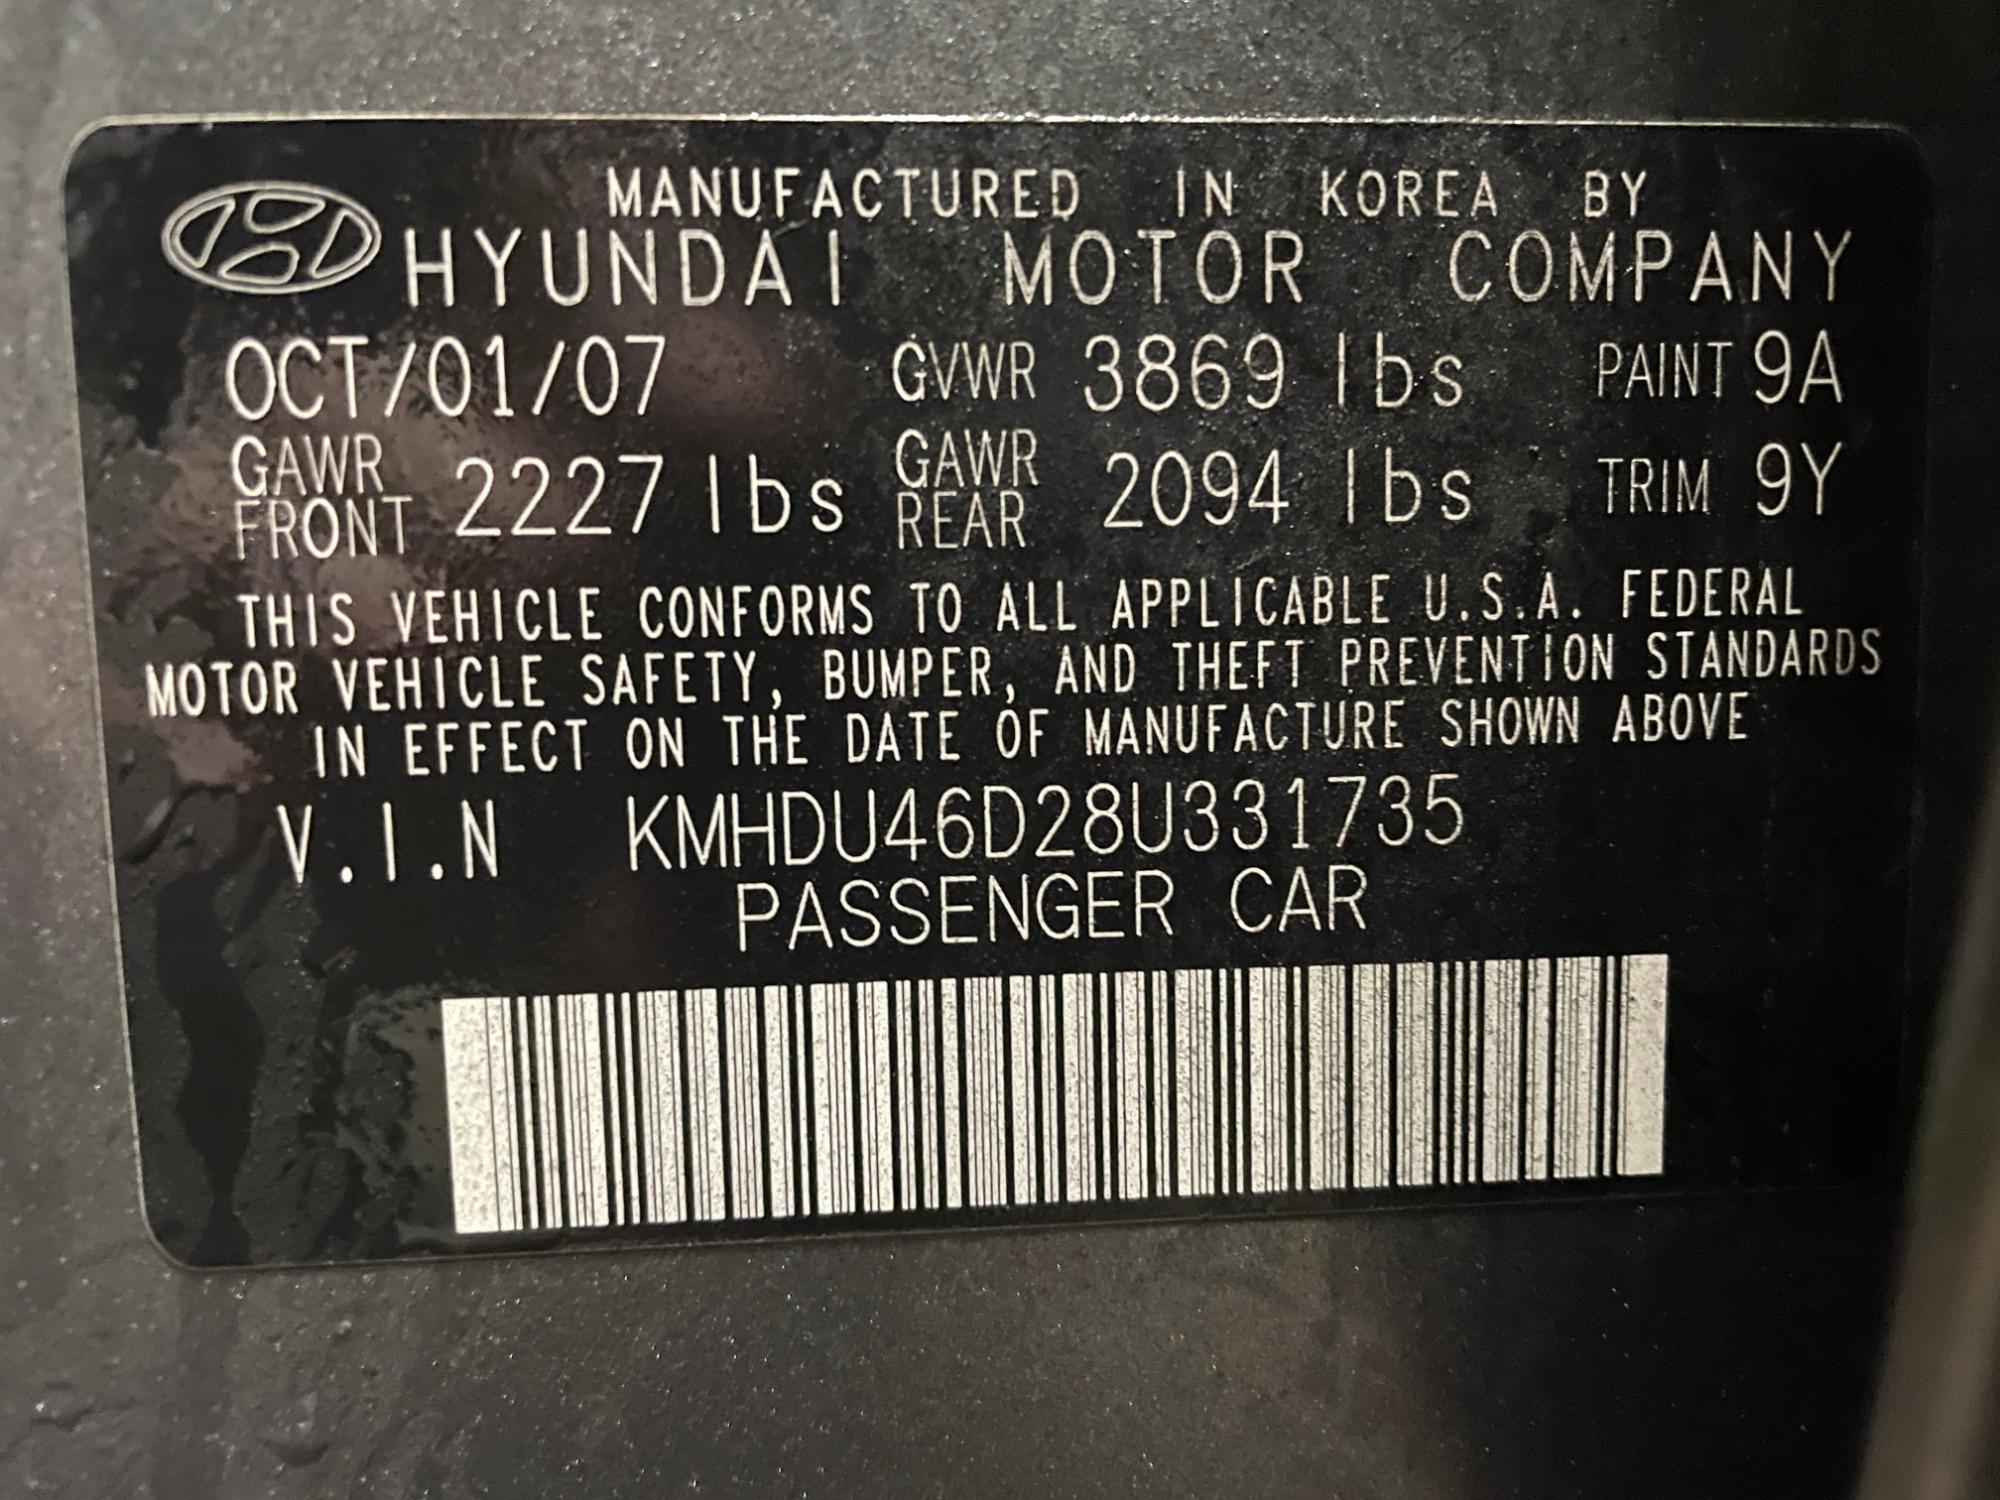 MANUFACTURED IN KOREA BY
HYUNDAI MOTOR COMPANY
OCT/01/07 GVWR 3869 lbs PAINT 9A
GAWR FRONT 2227 lbs GAWR REAR 2094 lbs TRIM 9Y
THIS VEHICLE CONFORMS TO ALL APPLICABLE U.S.A. FEDERAL
MOTOR VEHICLE SAFETY, BUMPER, AND THEFT PREVENTION STANDARDS
IN EFFECT ON THE DATE OF MANUFACTURE SHOWN ABOVE
V.I.N KMHDU46D28U331735
PASSENGER CAR